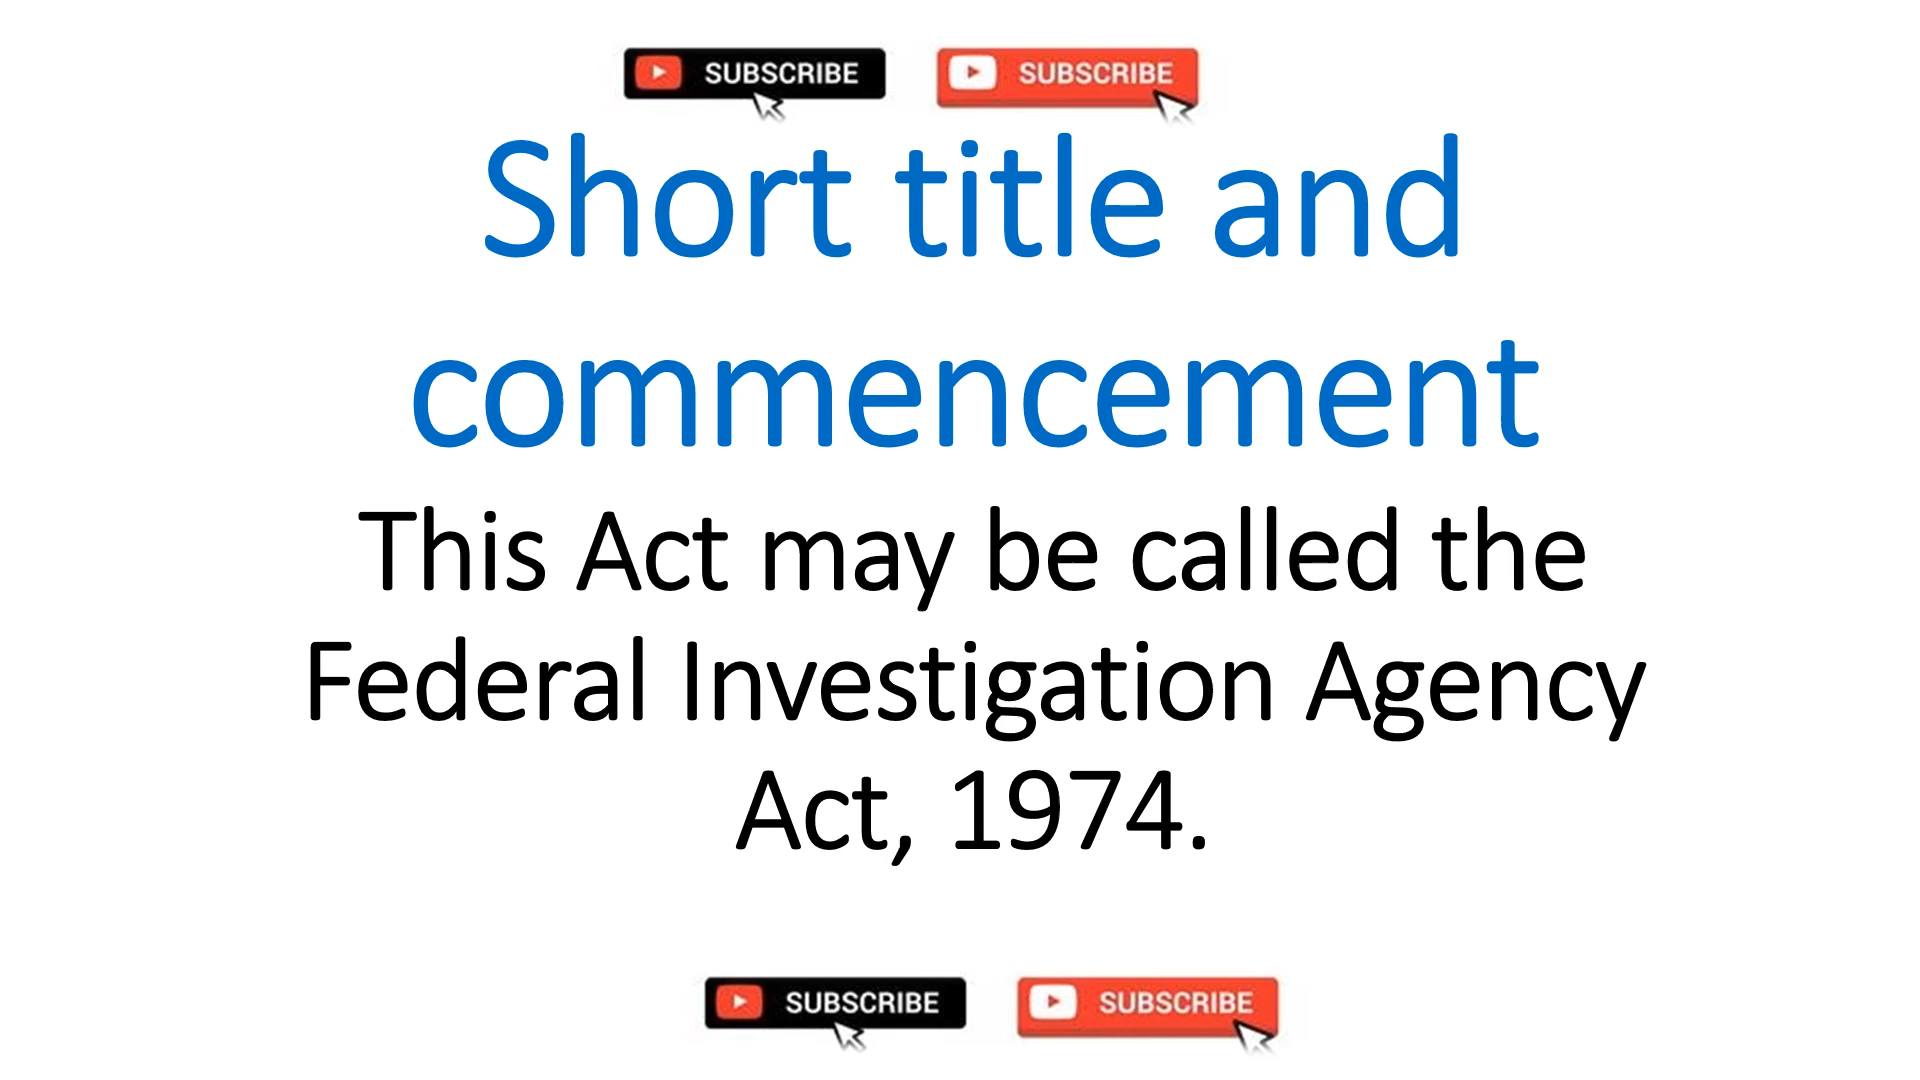 SUBSCRIBE SUBSCRIBE
Short title and
commencement
This Act may be called the
Federal Investigation Agency
Act, 1974.
SUBSCRIBE SUBSCRIBE